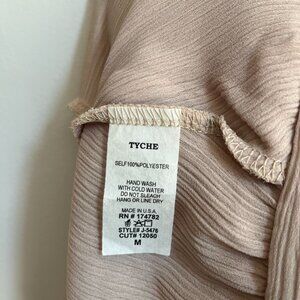 TYCHE
SELF:100%POLYESTER
HAND WASH
WITH COLD WATER
DO NOT BLEACH
HANG OR LINE DRY
MADE IN U.S.A.
RN # 174782
STYLE# J-5476
CUT# 12050
M